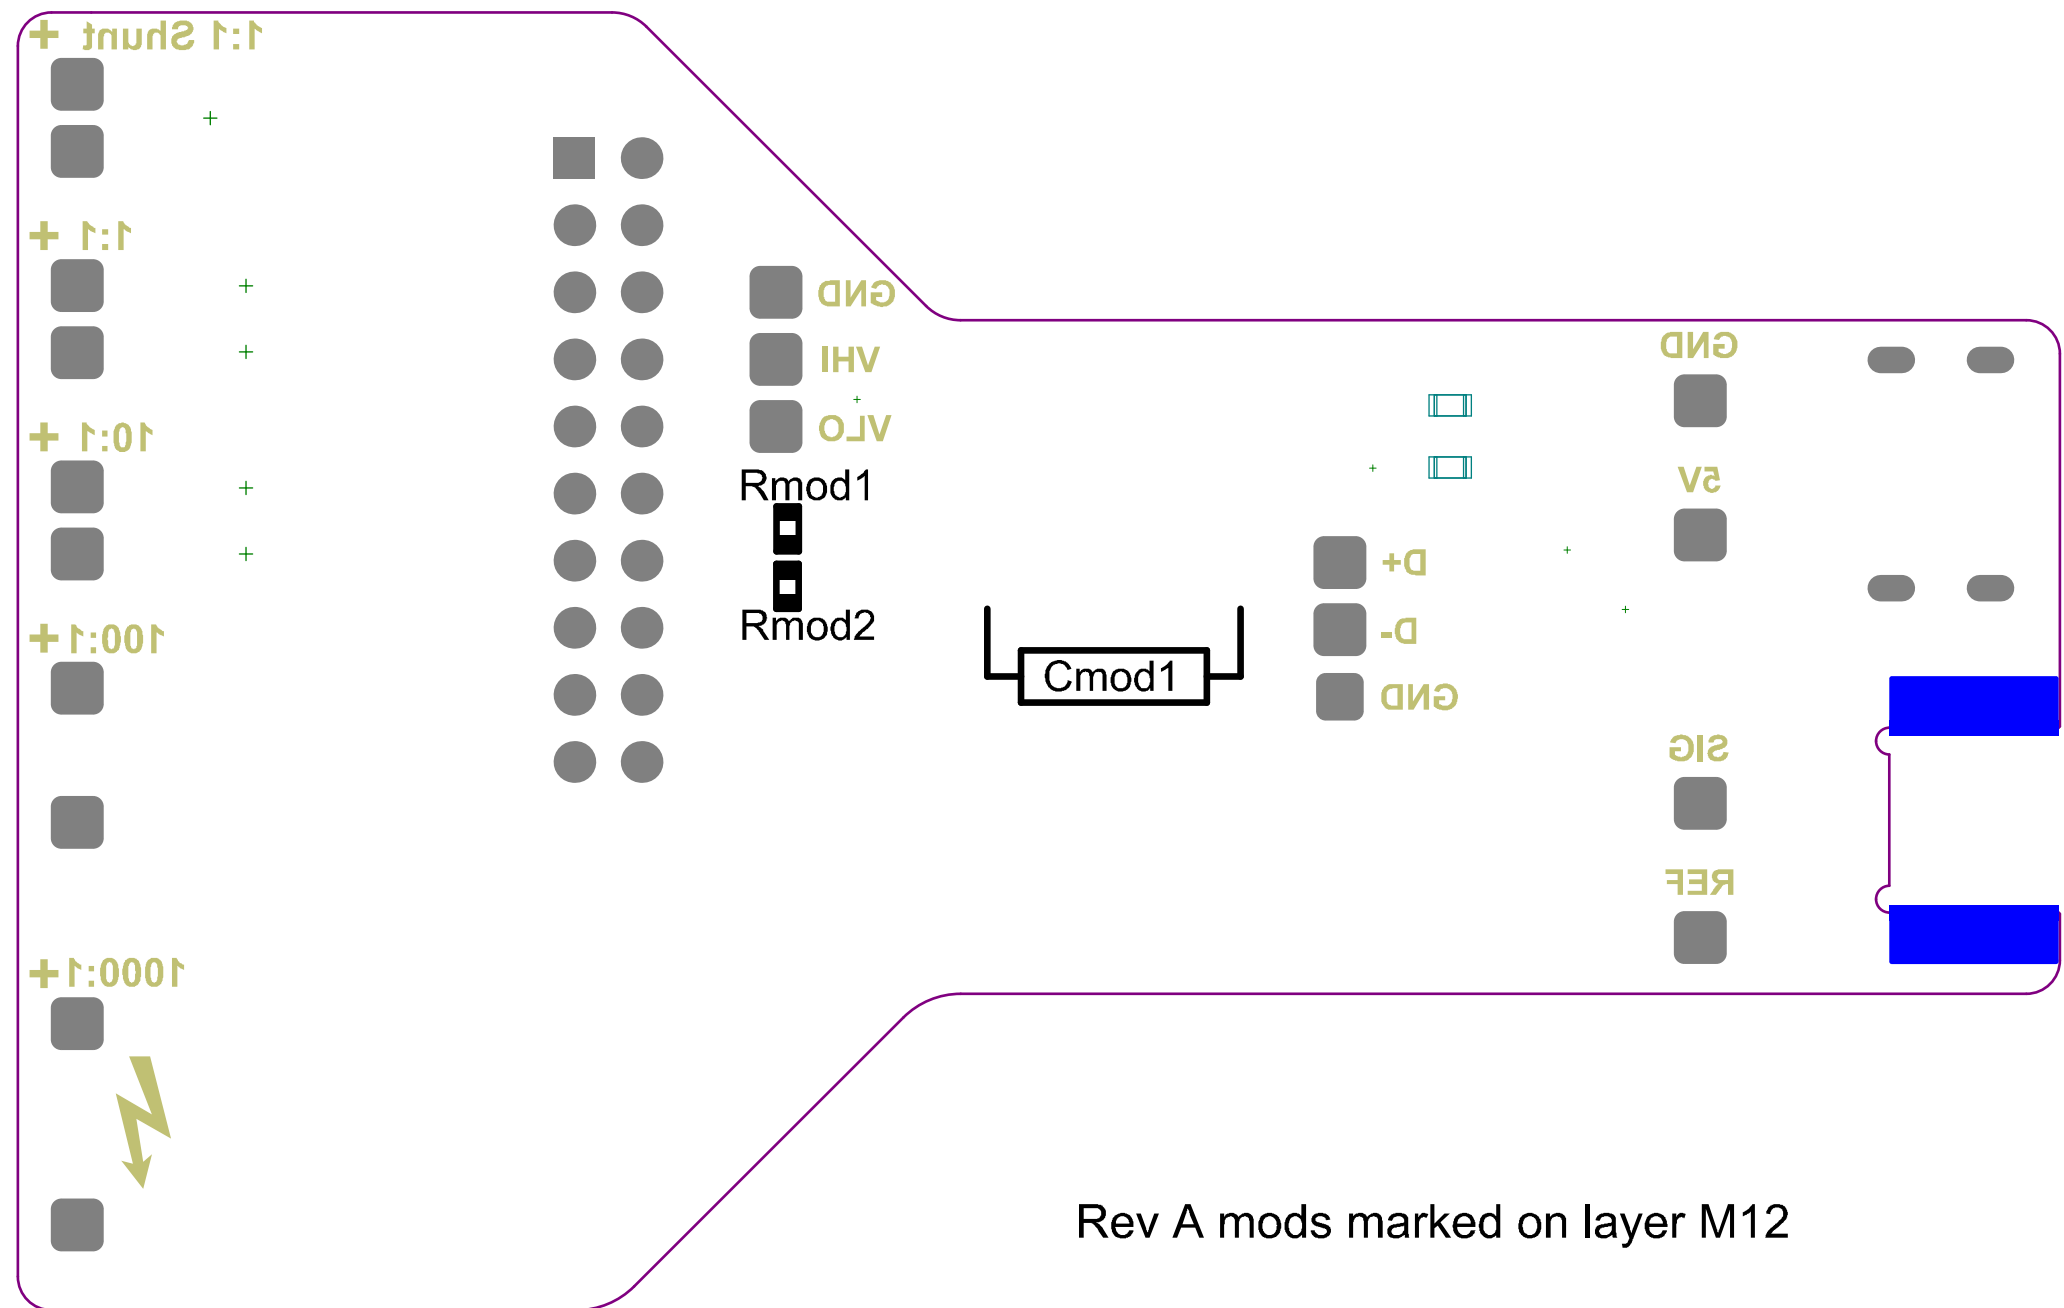 + 1:1 Shunt
+ 1:1
GND
VHI
VLO
GND
+ 10:1
Rmod1
5V
D+
Rmod2
D-
+100:1
Cmod1
GND
SIG
REF
+1000:1
Rev A mods marked on layer M12